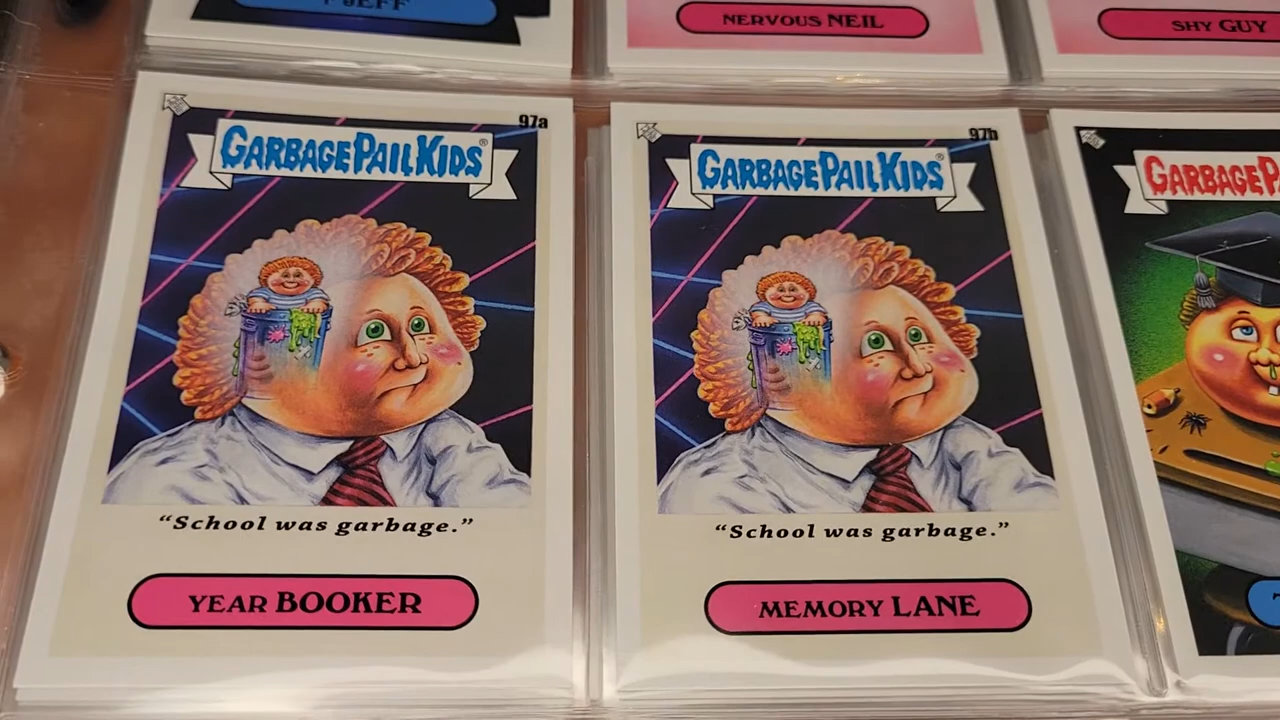 JEFF
NERVOUS NEIL
SHY GUY
97a
GARBAGE PAIL KIDS®
"School was garbage."
YEAR BOOKER
97b
GARBAGE PAIL KIDS®
"School was garbage."
MEMORY LANE
GARBAGE